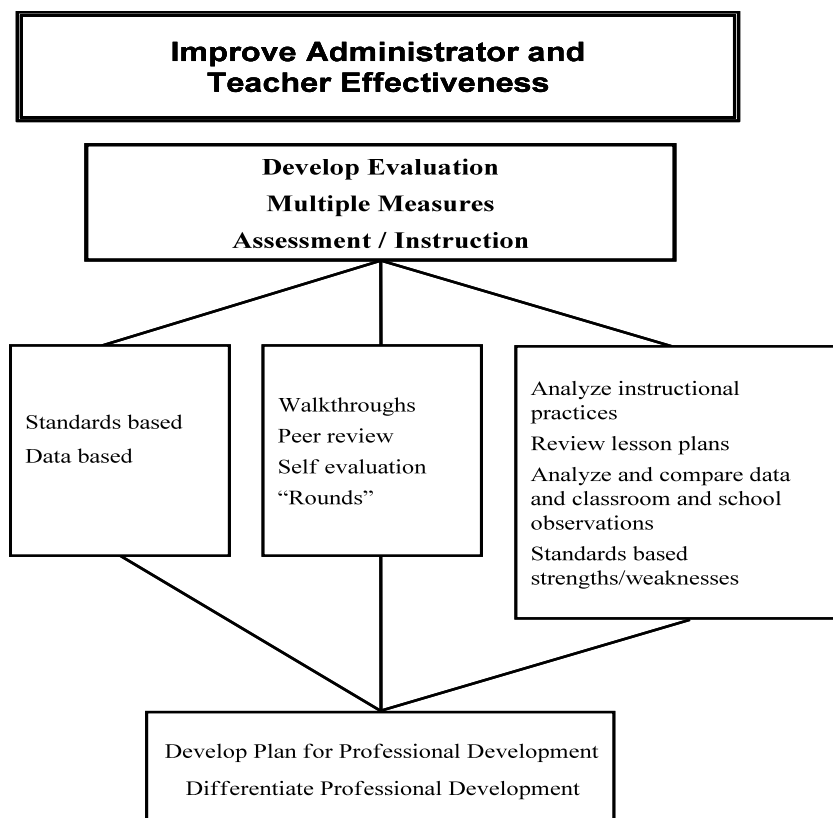 Improve Administrator and
Teacher Effectiveness
Develop Evaluation
Multiple Measures
Assessment / Instruction
Standards based
Data based
Walkthroughs
Peer review
Self evaluation
“Rounds”
Analyze instructional
practices
Review lesson plans
Analyze and compare data
and classroom and school
observations
Standards based
strengths/weaknesses
Develop Plan for Professional Development
Differentiate Professional Development